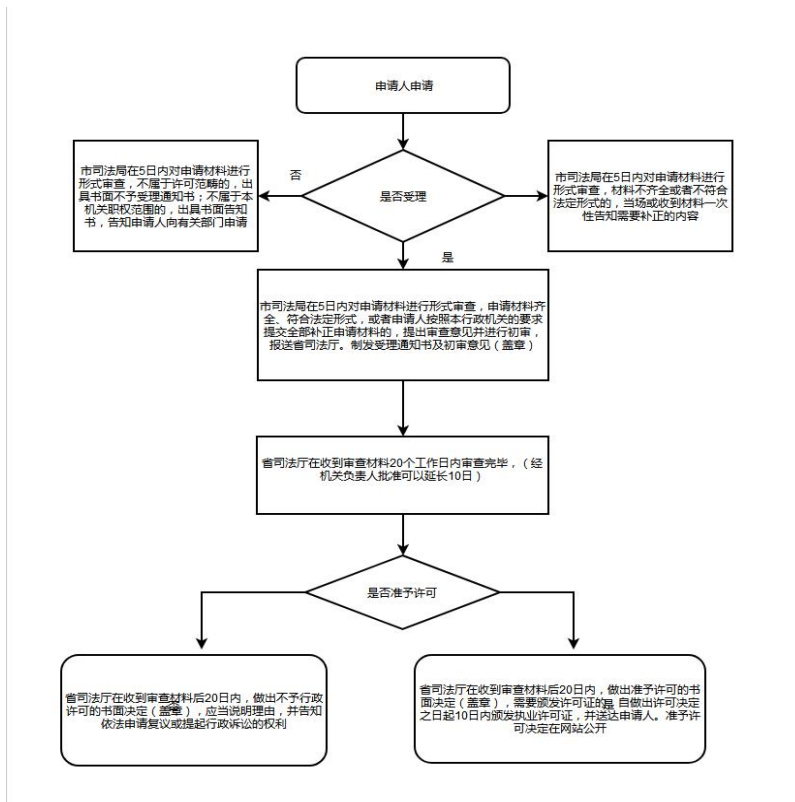 申请人申请
市司法局在5日内对申请材料进行
形式审查，不属于许可范畴的，出
具书面不予受理通知书；不属于本
机关职权范围的，出具书面告知
书，告知申请人向有关部门申请
否
是否受理
市司法局在5日内对申请材料进行
形式审查，材料不齐全或者不符合
法定形式的，当场或收到材料一次
性告知需要补正的内容
是
市司法局在5日内对申请材料进行形式审查，申请材料齐
全、符合法定形式，或者申请人按照本行政机关的要求
提交全部补正申请材料的，提出审查意见并进行初审，
报送省司法厅。制发受理通知书及初审意见（盖章）
省司法厅在收到审查材料20个工作日内审查完毕，（经
机关负责人批准可以延长10日）
是否准予许可
省司法厅在收到审查材料后20日内，做出不予行政
许可的书面决定（盖章），应当说明理由，并告知
依法申请复议或提起行政诉讼的权利
否
省司法厅在收到审查材料后20日内，做出准予许可的书
面决定（盖章），需要颁发许可证的，自做出许可决定
之日起10日内颁发执业许可证，并送达申请人。准予许
可决定在网站公开
是